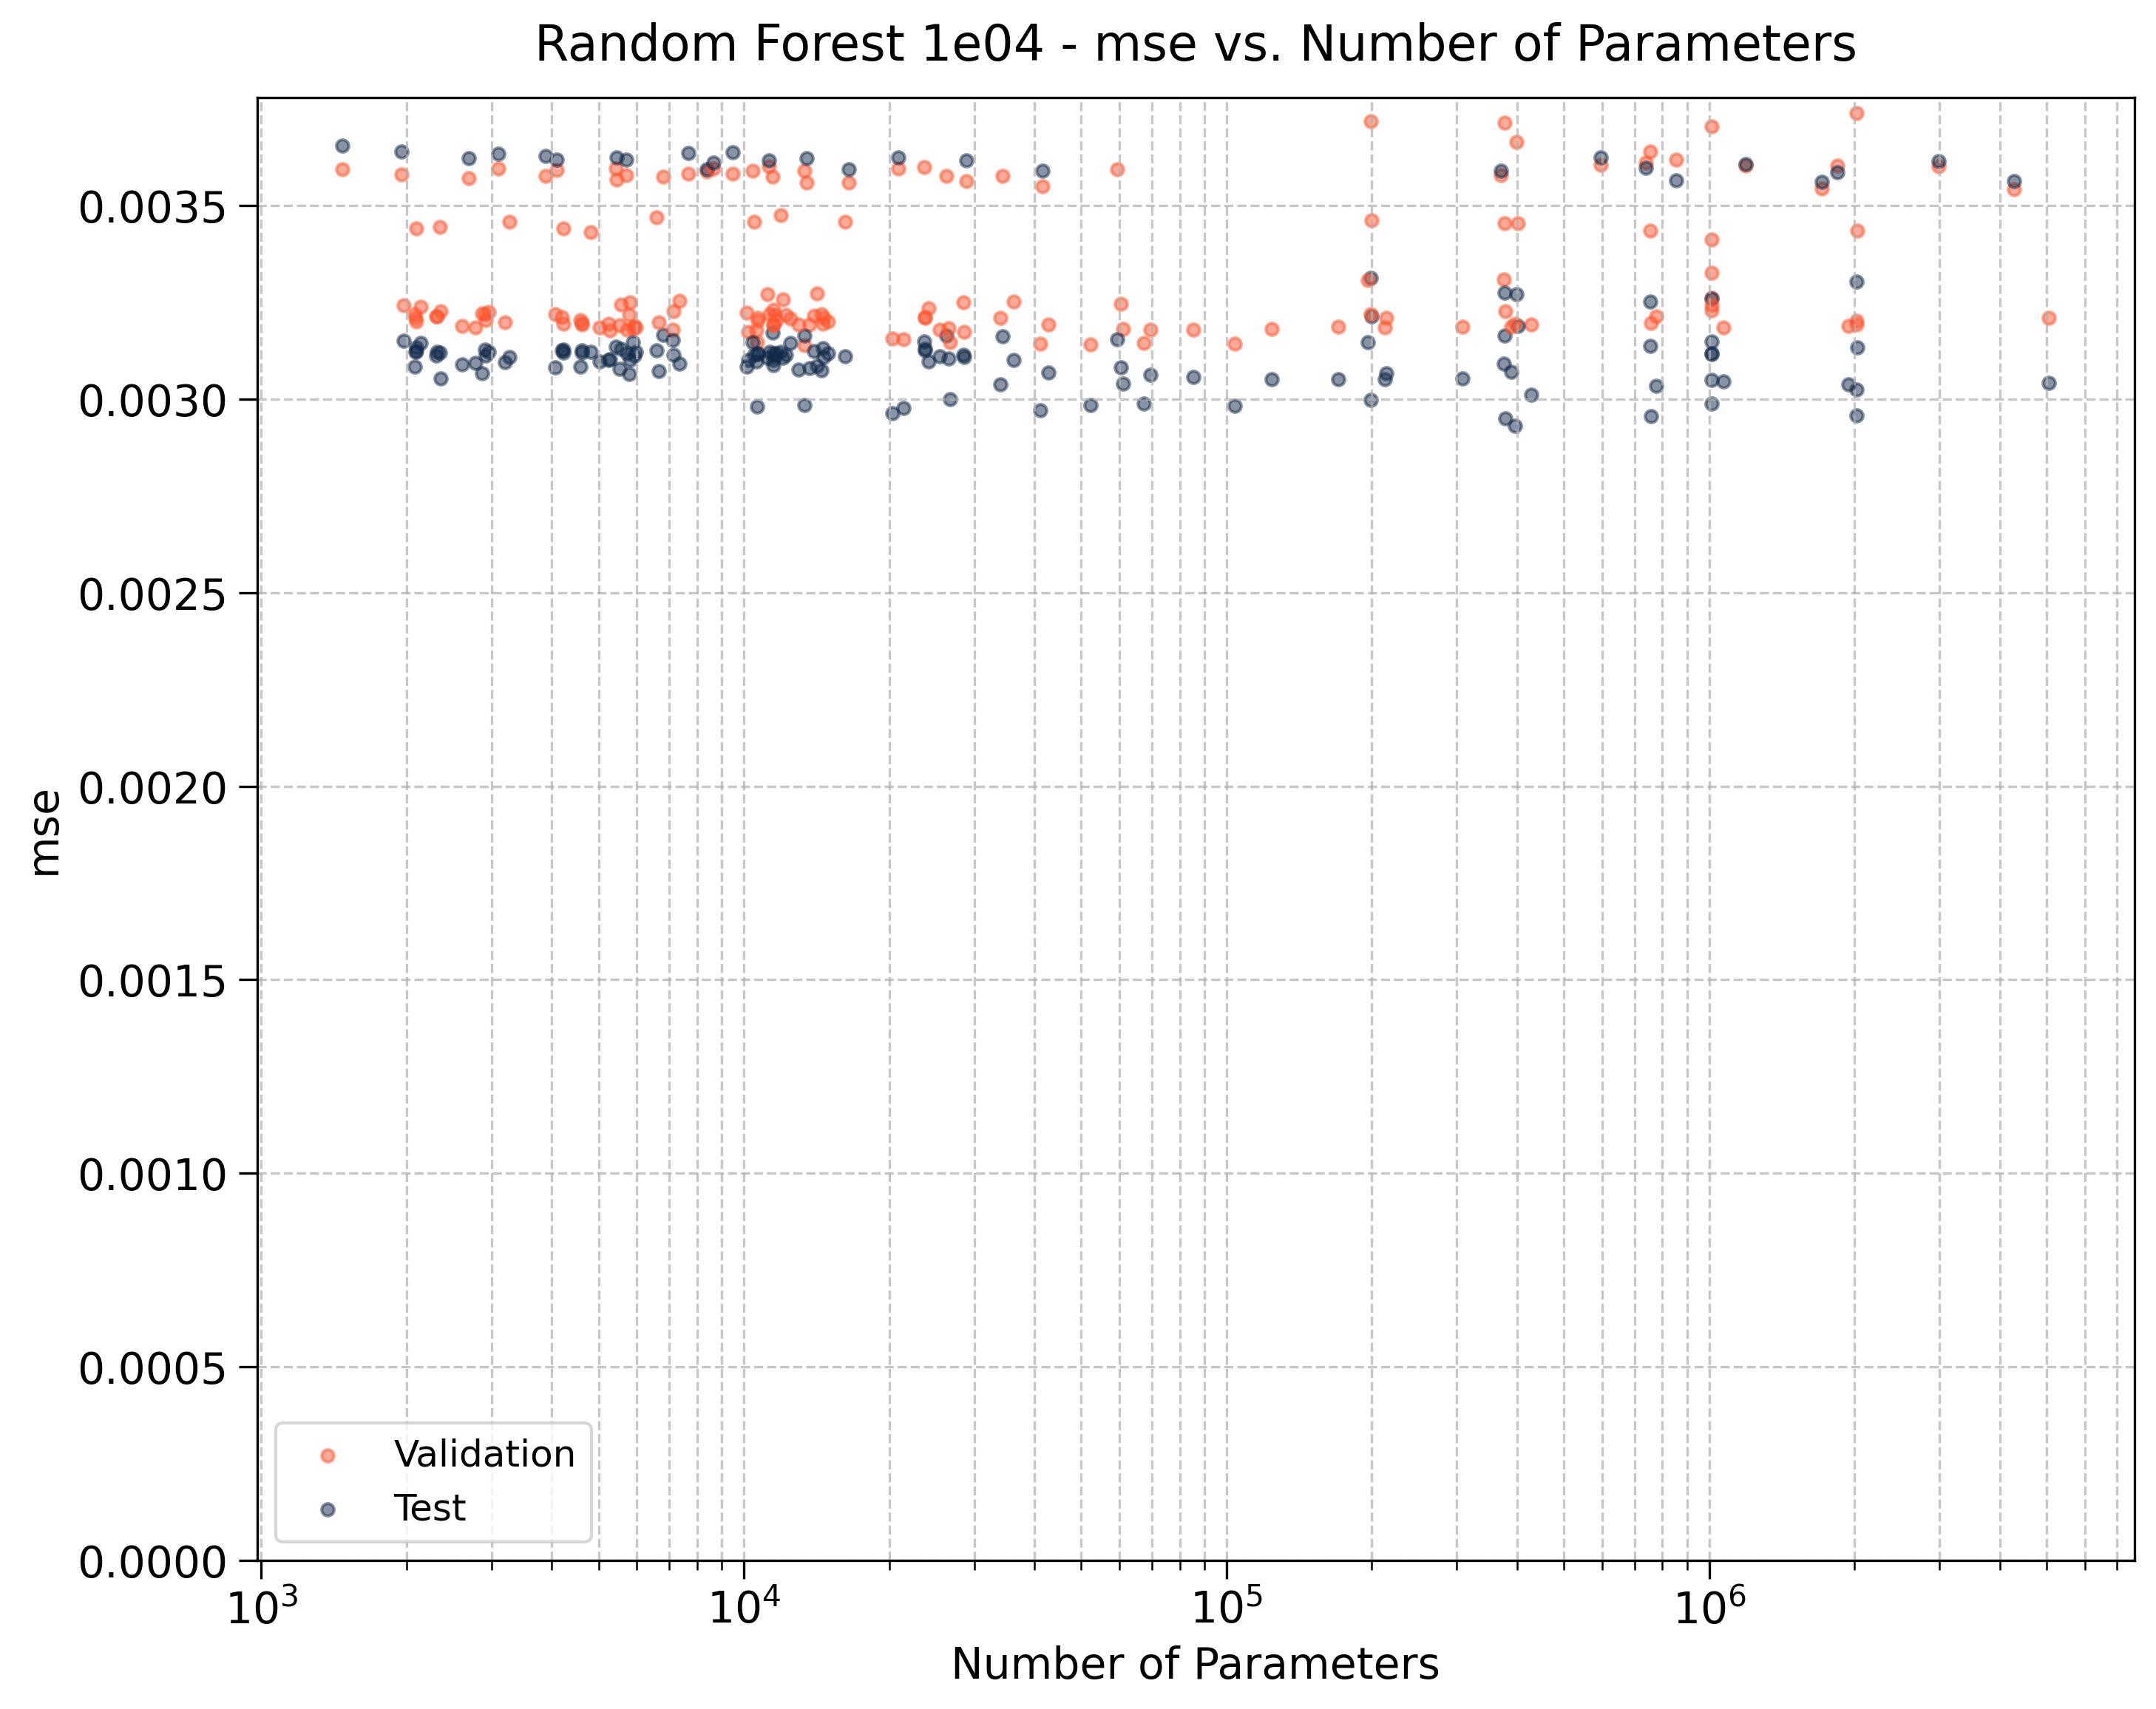 Random Forest 1e04 - mse vs. Number of Parameters
mse
0.0035
0.0030
0.0025
0.0020
0.0015
0.0010
0.0005
0.0000
Validation
Test
10³ 10⁴ 10⁵ 10⁶
Number of Parameters